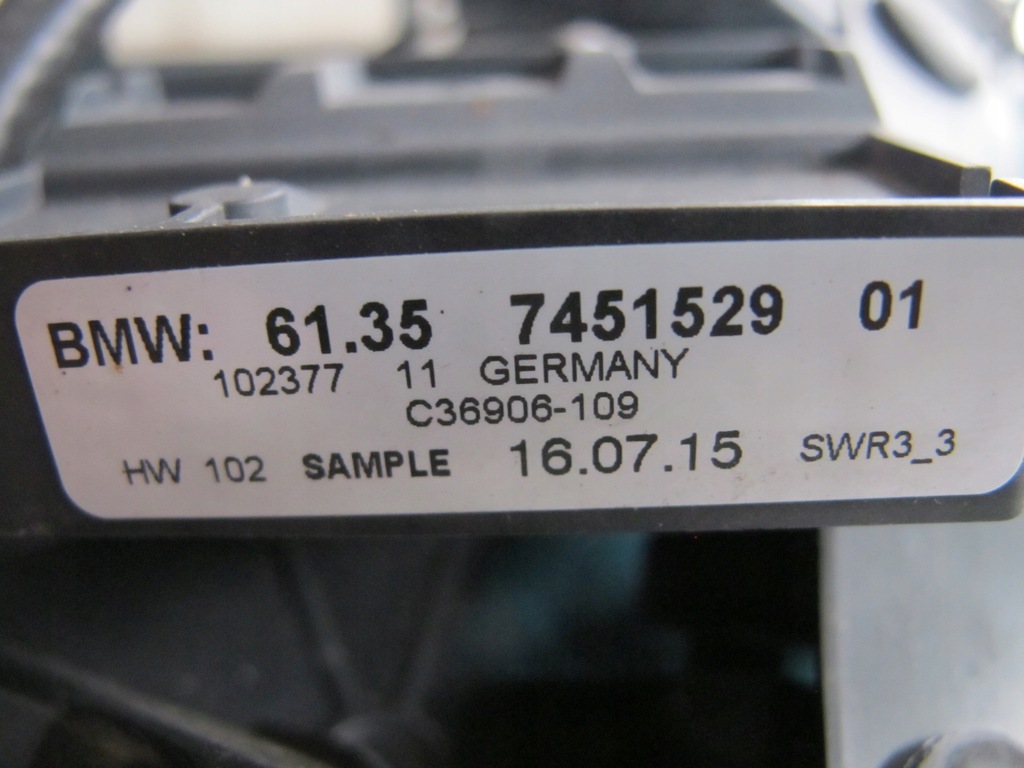 BMW: 61.35 7451529 01
102377 11 GERMANY
C36906-109
HW 102 SAMPLE 16.07.15 SWR3_3